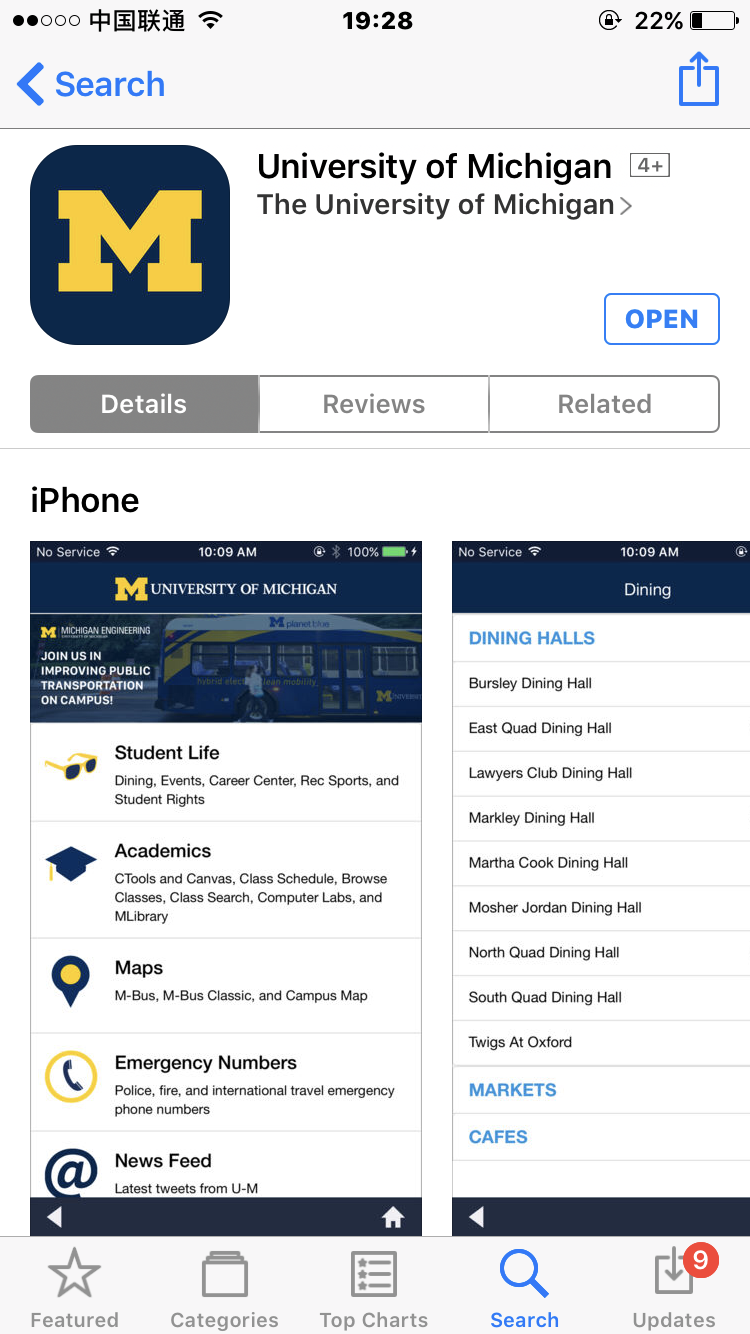 中国联通 19:28 22%
Search
University of Michigan 4+
The University of Michigan
OPEN
Details Reviews Related
iPhone
No Service 10:09 AM 100%
M UNIVERSITY OF MICHIGAN
M MICHIGAN ENGINEERING
UNIVERSITY OF MICHIGAN
JOIN US IN
IMPROVING PUBLIC
TRANSPORTATION
ON CAMPUS!
M planet blue
hybrid electric clean mobility
M UNIVERSI
Student Life
Dining, Events, Career Center, Rec Sports, and
Student Rights
Academics
CTools and Canvas, Class Schedule, Browse
Classes, Class Search, Computer Labs, and
MLibrary
Maps
M-Bus, M-Bus Classic, and Campus Map
Emergency Numbers
Police, fire, and international travel emergency
phone numbers
@
News Feed
Latest tweets from U-M
No Service 10:09 AM
Dining
DINING HALLS
Bursley Dining Hall
East Quad Dining Hall
Lawyers Club Dining Hall
Markley Dining Hall
Martha Cook Dining Hall
Mosher Jordan Dining Hall
North Quad Dining Hall
South Quad Dining Hall
Twigs At Oxford
MARKETS
CAFES
9
Featured Categories Top Charts Search Updates